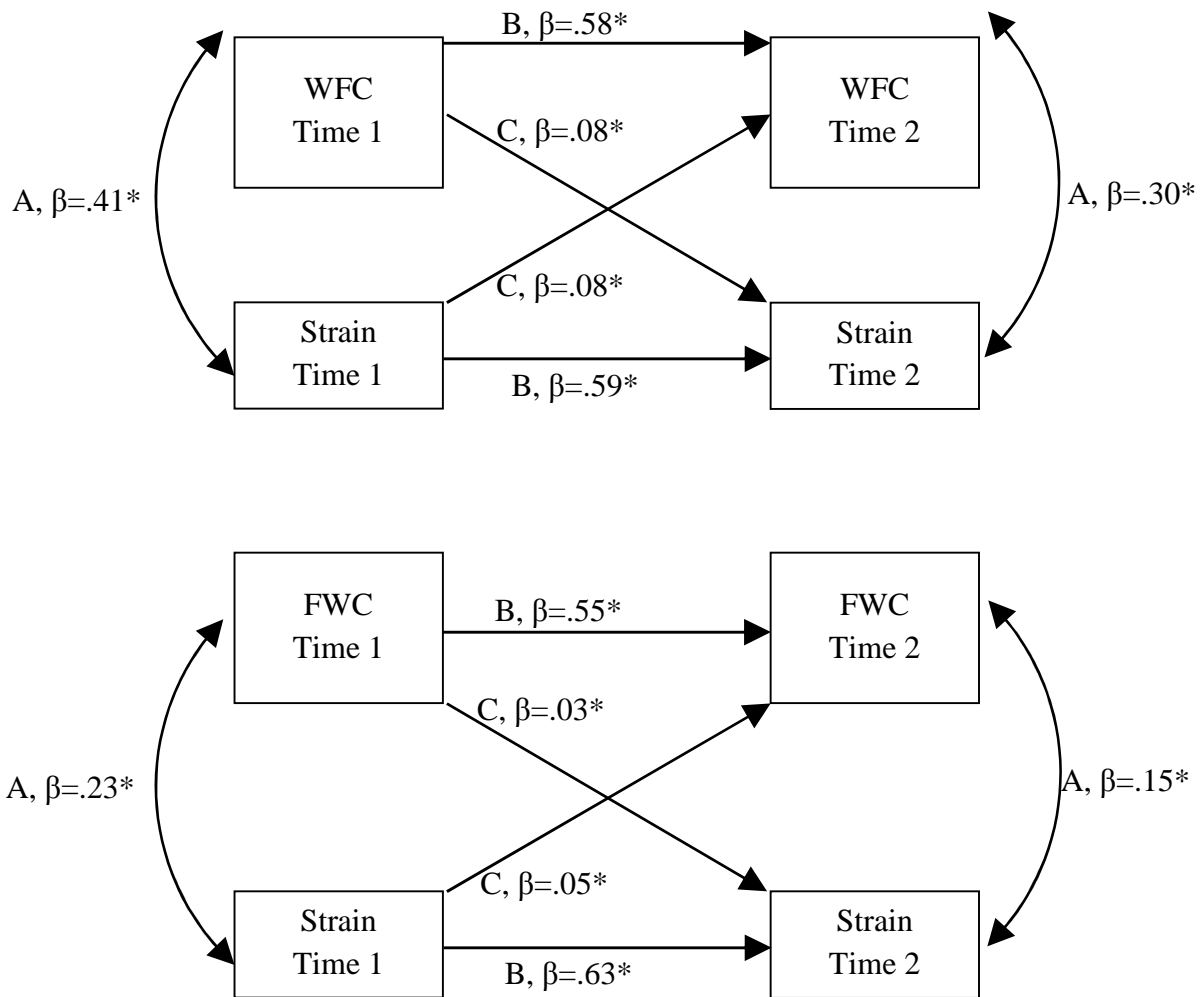 B, β=.58*
WFC
Time 1
WFC
Time 2
C, β=.08*
A, β=.41*
A, β=.30*
C, β=.08*
Strain
Time 1
Strain
Time 2
B, β=.59*
FWC
Time 1
FWC
Time 2
B, β=.55*
C, β=.03*
A, β=.23*
A, β=.15*
C, β=.05*
Strain
Time 1
Strain
Time 2
B, β=.63*